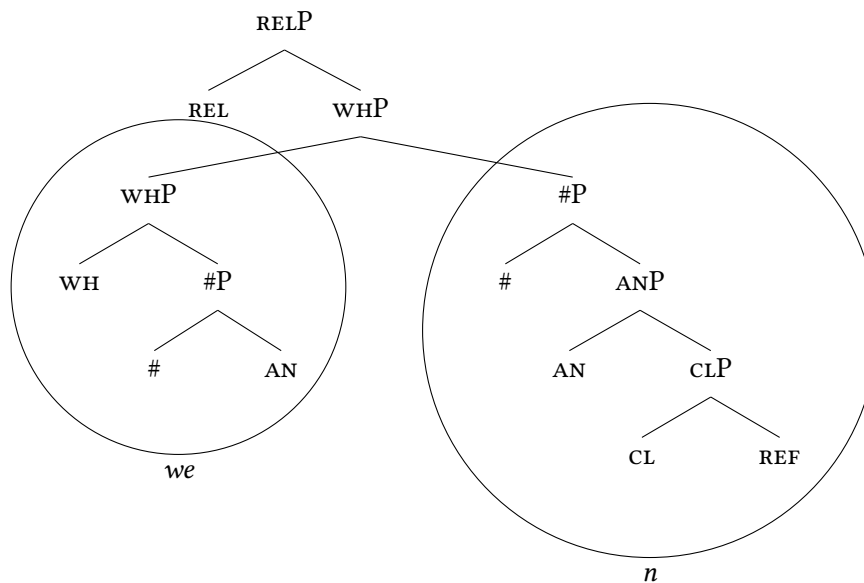 RELP
REL WHP
WHP #P
WH #P # ANP
# AN AN CLP
CL REF
we
n